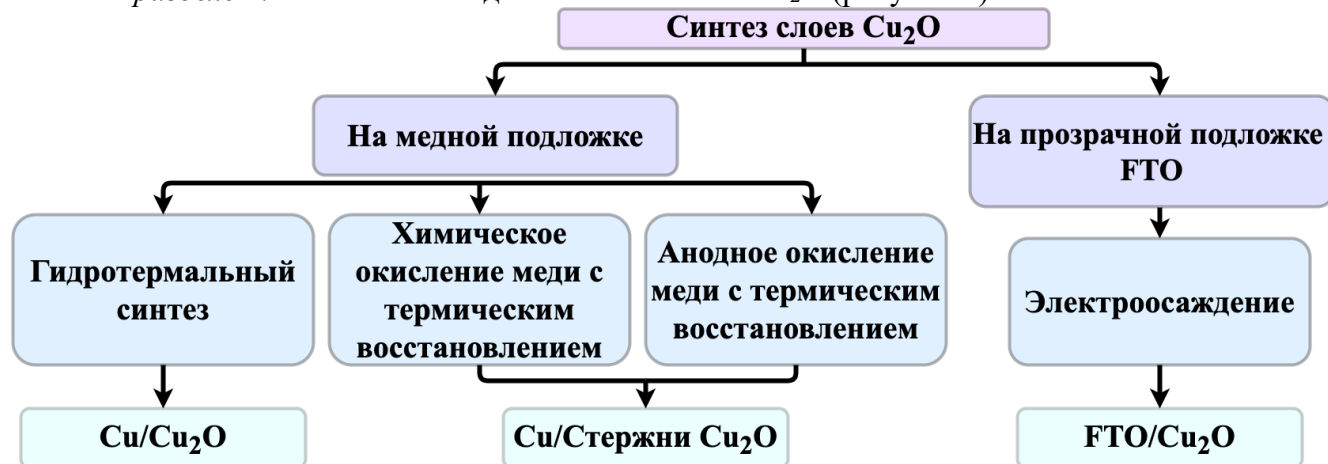 Синтез слоев Cu₂O
На медной подложке
На прозрачной подложке
FTO
Гидротермальный
синтез
Химическое
окисление меди с
термическим
восстановлением
Анодное окисление
меди с термическим
восстановлением
Электроосаждение
Cu/Cu₂O
Cu/Стержни Cu₂O
FTO/Cu₂O